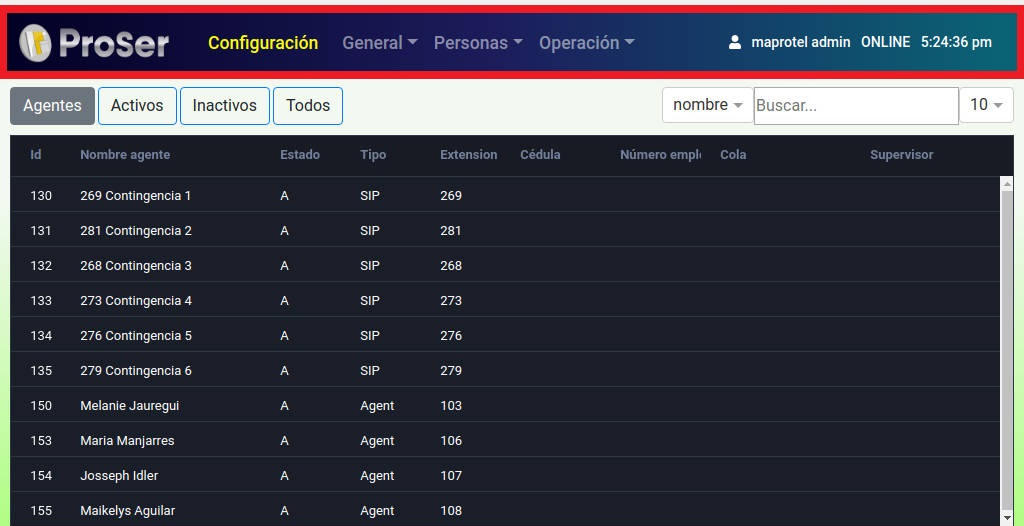 ProSer Configuración General Personas Operación maprotel admin ONLINE 5:24:36 pm
Agentes Activos Inactivos Todos nombre Buscar... 10
Id Nombre agente Estado Tipo Extension Cédula Número empl Cola Supervisor
130 269 Contingencia 1 A SIP 269
131 281 Contingencia 2 A SIP 281
132 268 Contingencia 3 A SIP 268
133 273 Contingencia 4 A SIP 273
134 276 Contingencia 5 A SIP 276
135 279 Contingencia 6 A SIP 279
150 Melanie Jauregui A Agent 103
153 Maria Manjarres A Agent 106
154 Josseph Idler A Agent 107
155 Maikelys Aguilar A Agent 108